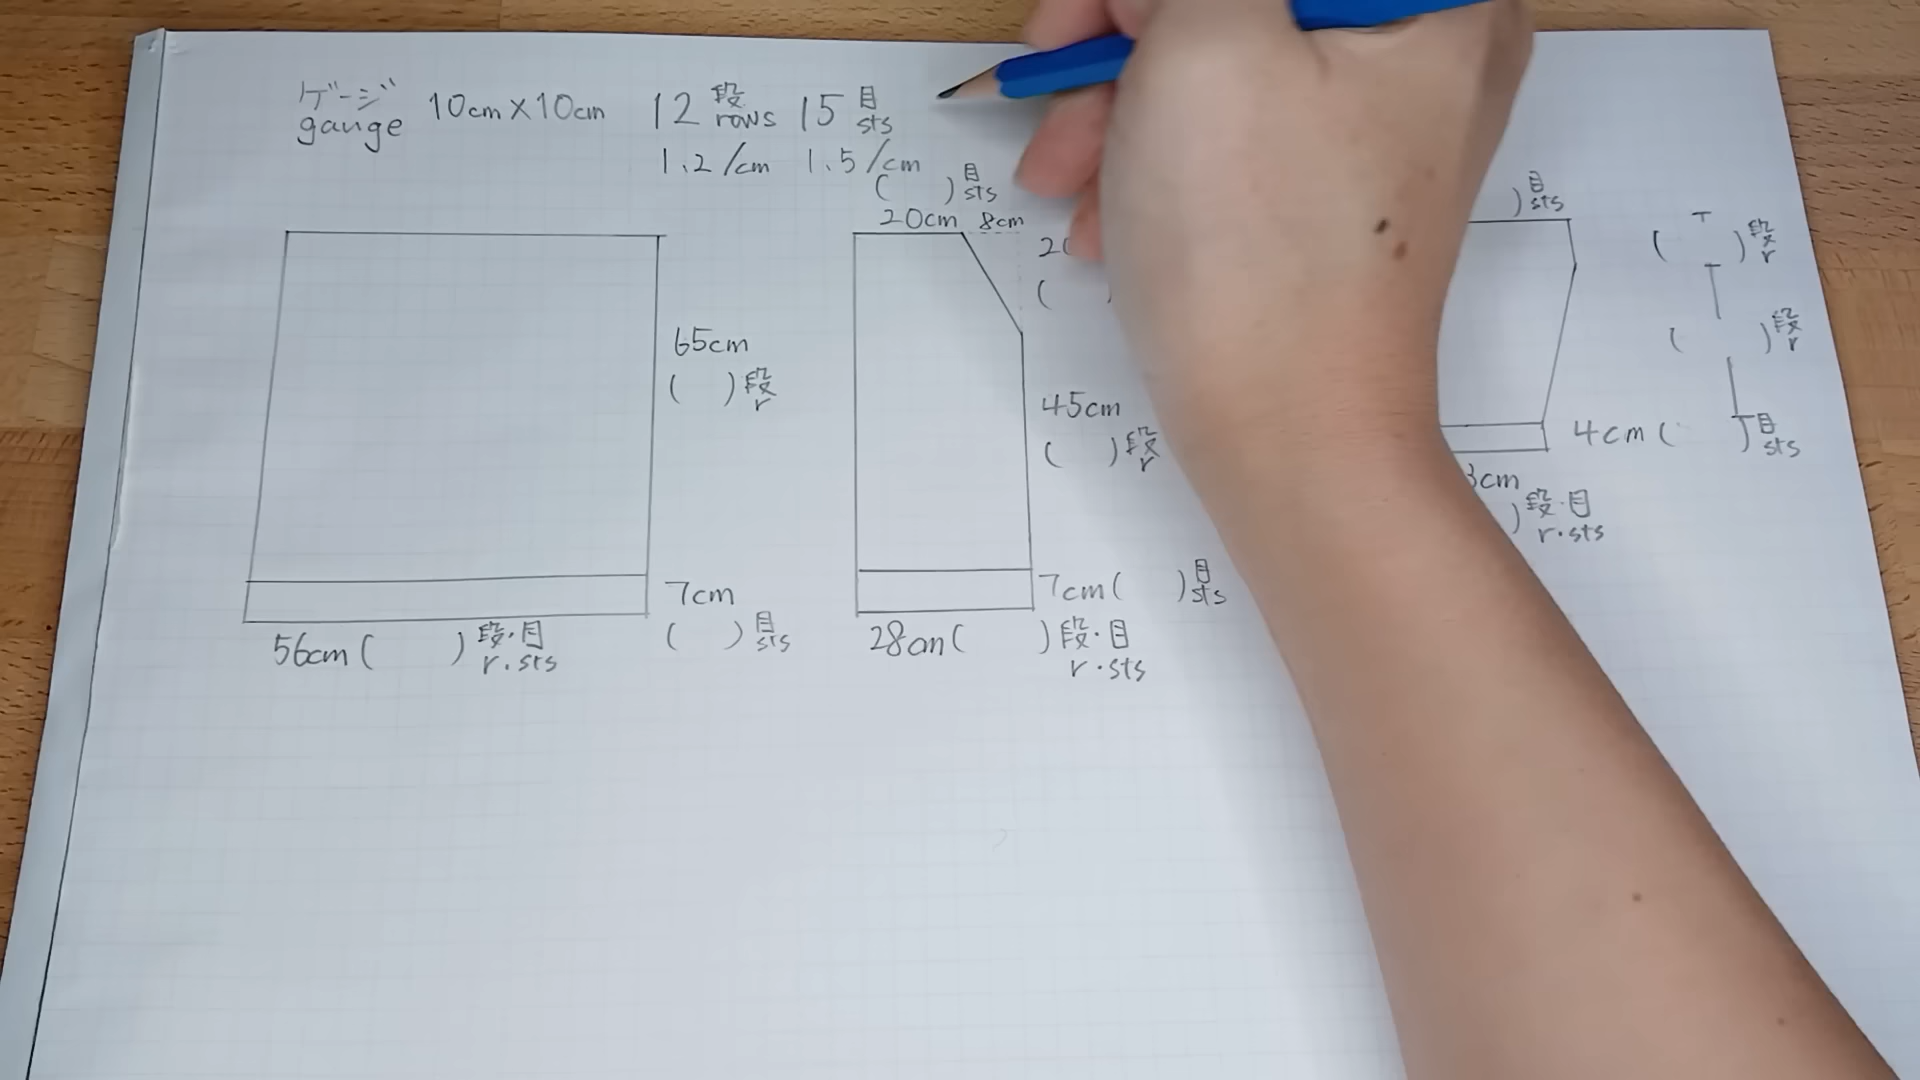 ゲージ
gauge 10cm×10cm 12 段 rows 15 目 sts
1.2/cm 1.5/cm
( ) 目 sts
20cm 8cm
65cm
( ) 段 r
7cm
( ) 目 sts
56cm ( ) 段・目 r.sts
45cm
( ) 段 r
7cm ( ) 目 sts
28cm ( ) 段・目 r・sts
) 目 sts
( ) 段 r
( ) 段 r
4cm ( ) 目 sts
3cm
) 段・目 r・sts